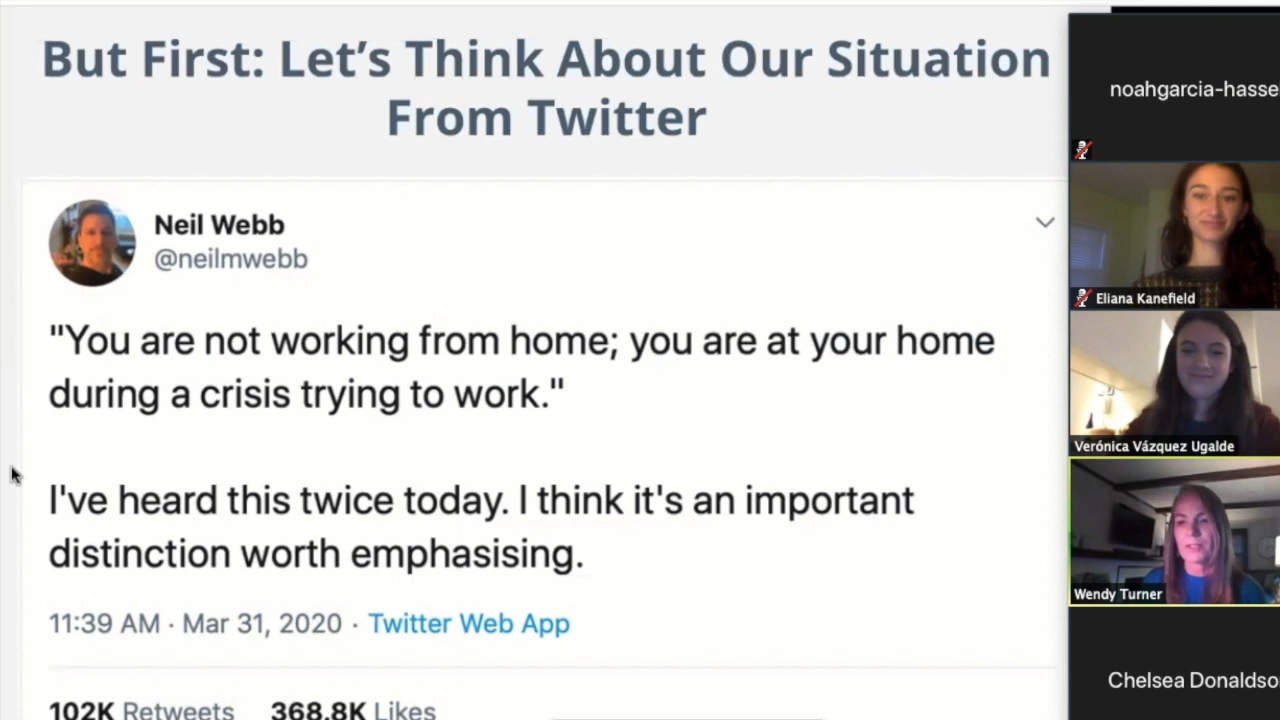 But First: Let’s Think About Our Situation
From Twitter
Neil Webb
@neilmwebb
"You are not working from home; you are at your home
during a crisis trying to work."
I've heard this twice today. I think it's an important
distinction worth emphasising.
11:39 AM · Mar 31, 2020 · Twitter Web App
102K Retweets 368.8K Likes
noahgarcia-hasse
Eliana Kanefield
Verónica Vázquez Ugalde
Wendy Turner
Chelsea Donaldso